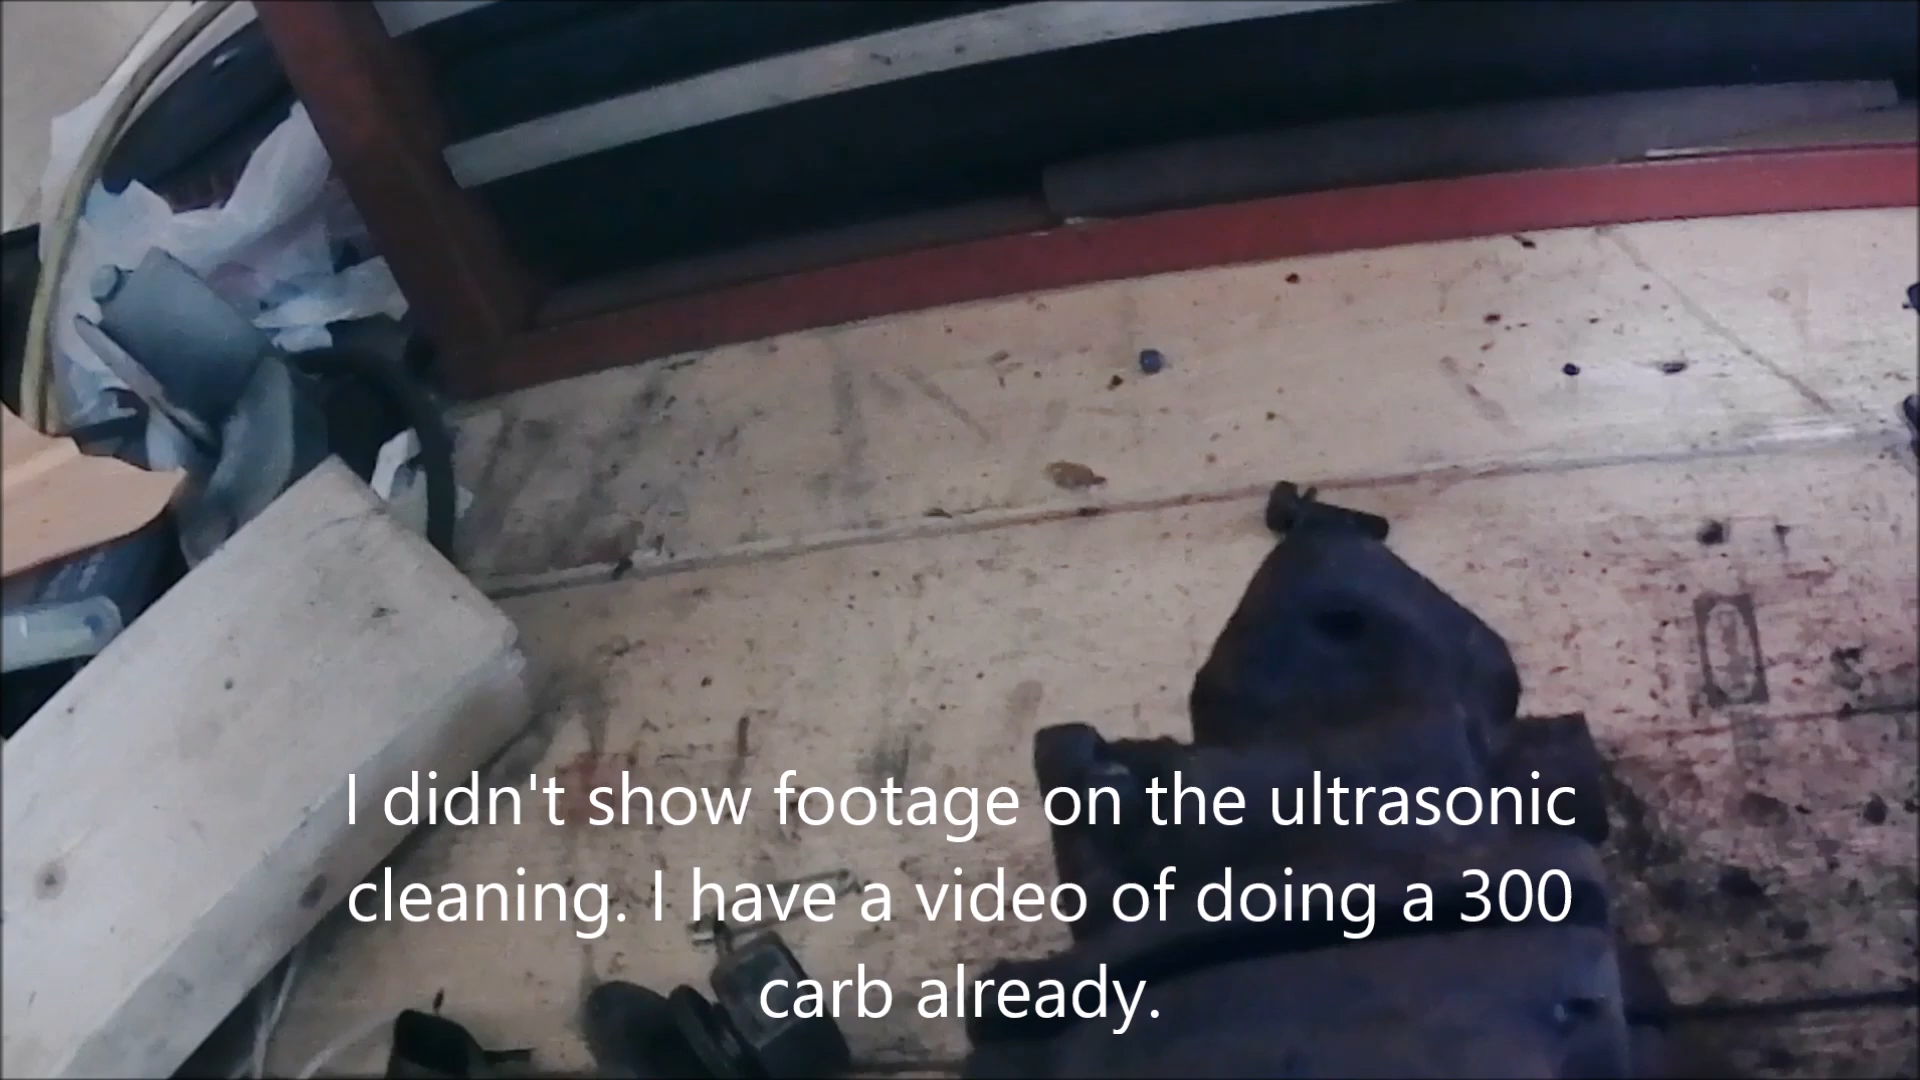 I didn't show footage on the ultrasonic
cleaning. I have a video of doing a 300
carb already.